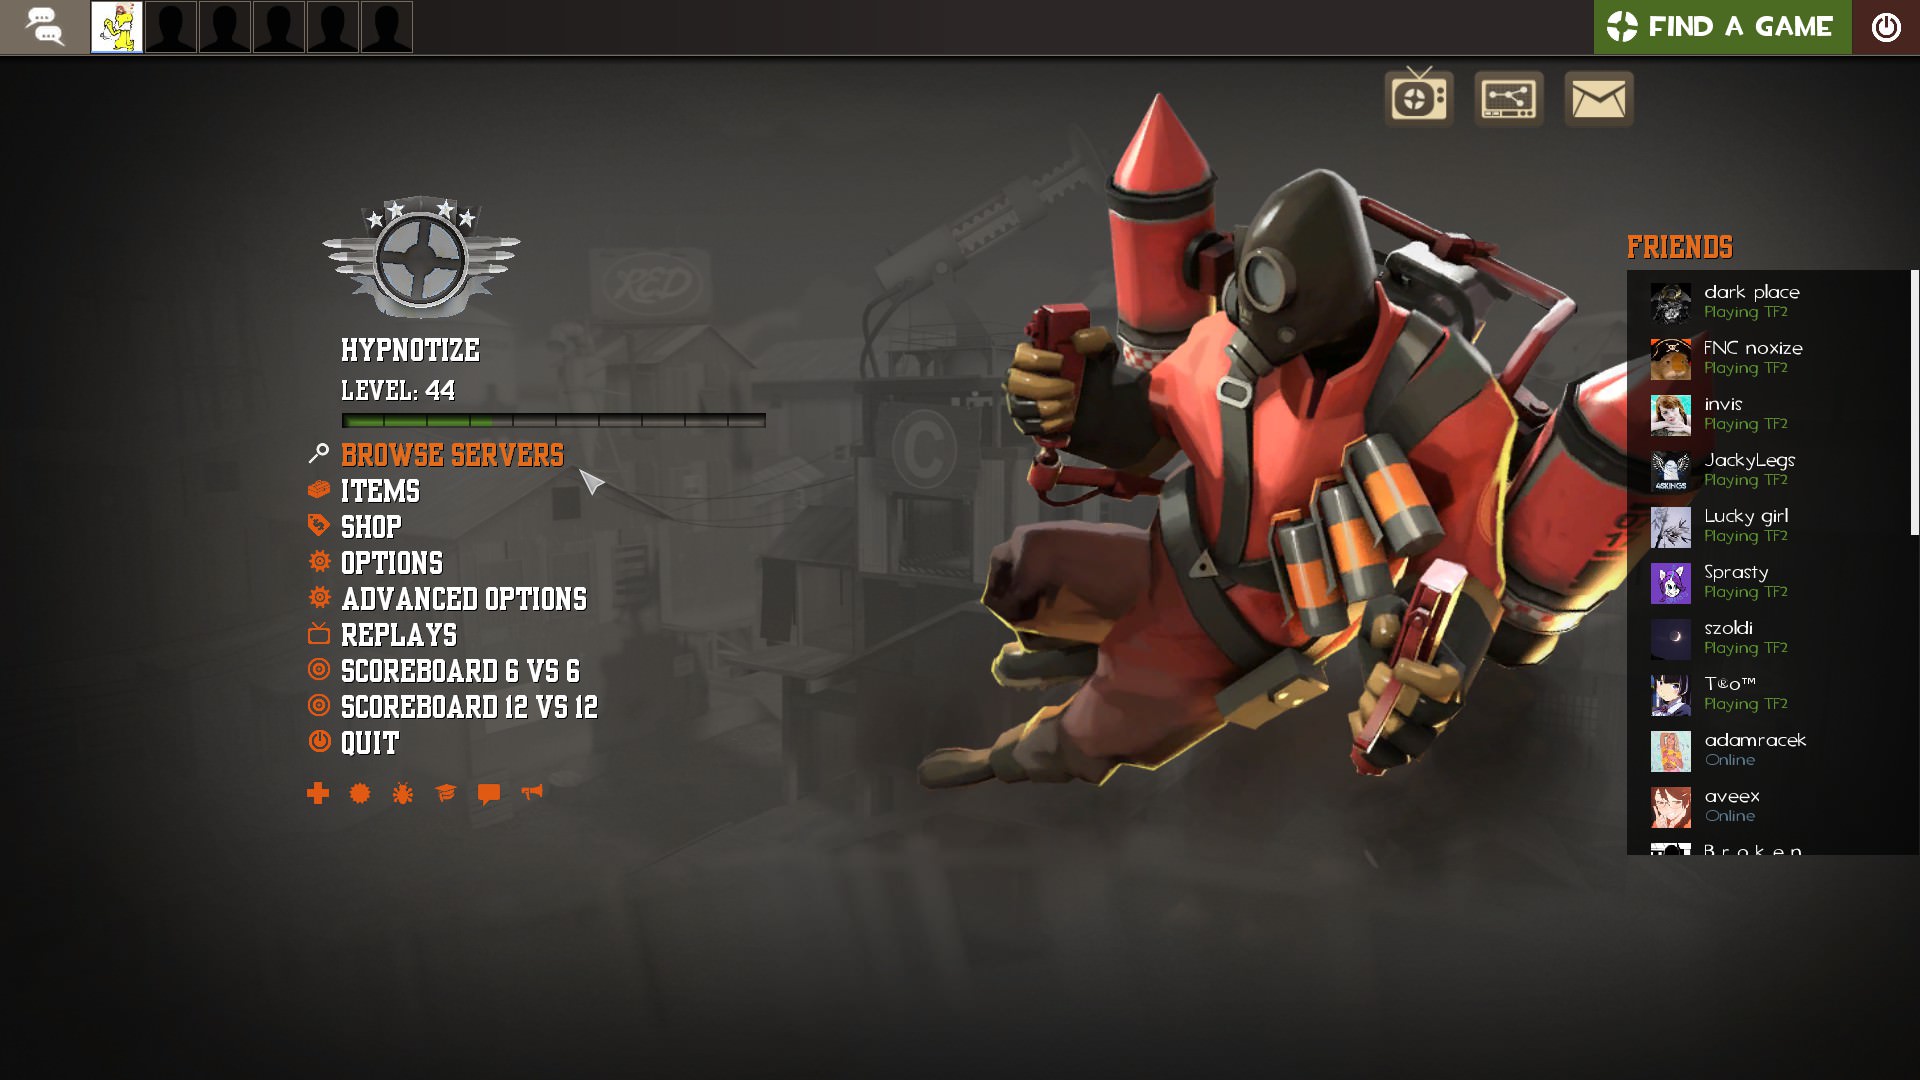 FIND A GAME
RED
C
HYPNOTIZE
LEVEL: 44
BROWSE SERVERS
ITEMS
SHOP
OPTIONS
ADVANCED OPTIONS
REPLAYS
SCOREBOARD 6 VS 6
SCOREBOARD 12 VS 12
QUIT
FRIENDS
dark place
Playing TF2
FNC noxize
Playing TF2
invis
Playing TF2
JackyLegs
Playing TF2
Lucky girl
Playing TF2
Sprasty
Playing TF2
szoldi
Playing TF2
T®o™
Playing TF2
adamracek
Online
aveex
Online
B r o k e n